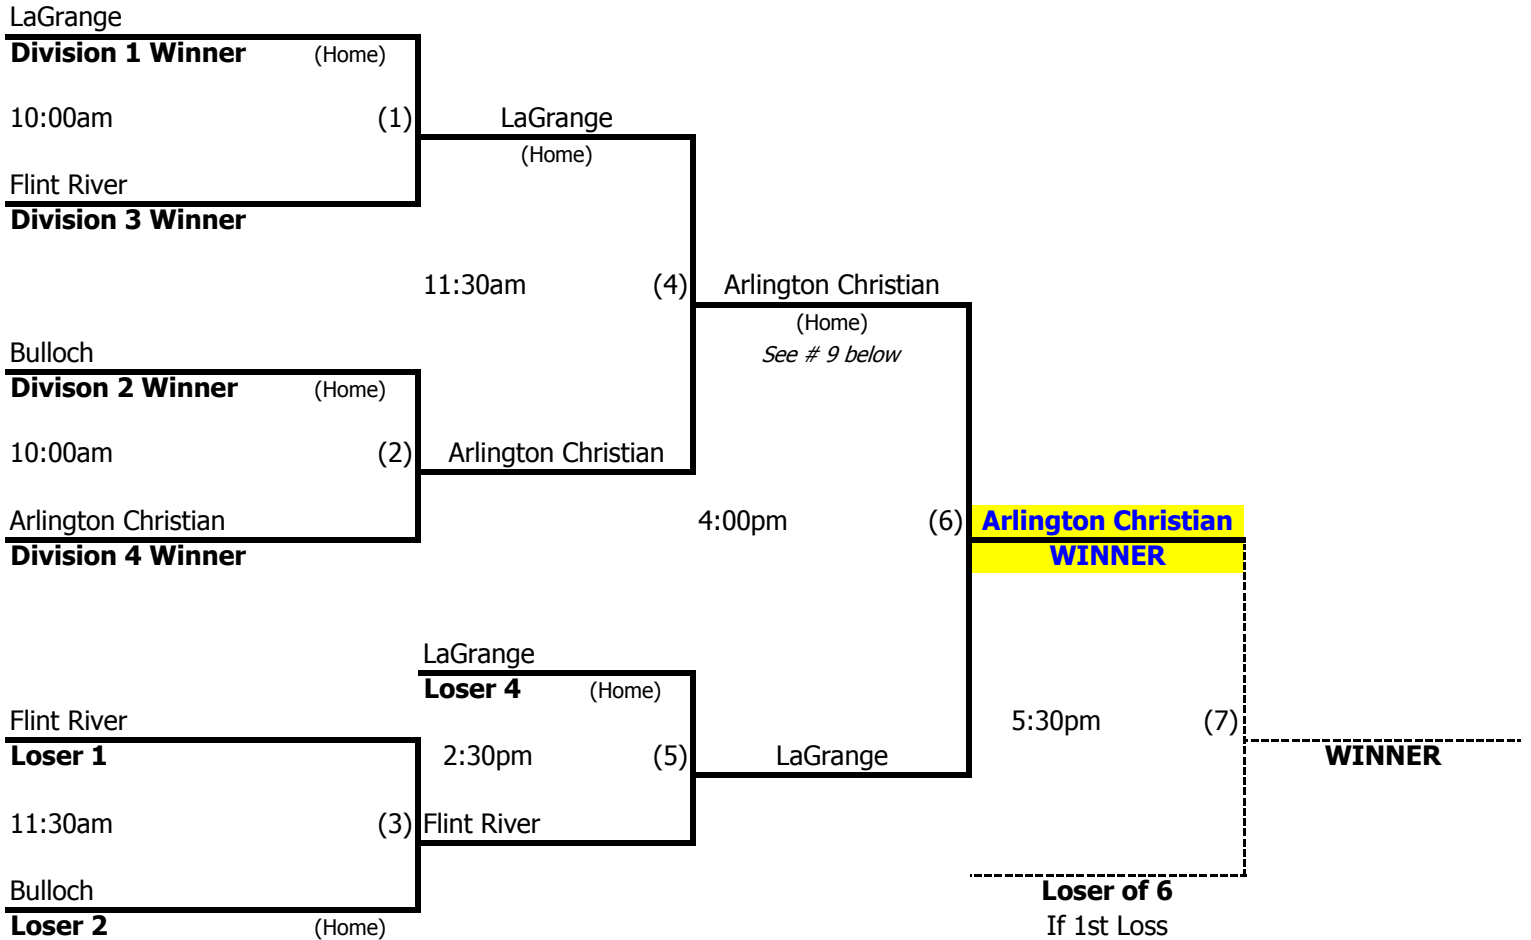 LaGrange
Division 1 Winner (Home)
10:00am (1) LaGrange
(Home)
Flint River
Division 3 Winner
11:30am (4) Arlington Christian
(Home)
Bulloch See # 9 below
Divison 2 Winner (Home)
10:00am (2) Arlington Christian
Arlington Christian 4:00pm (6) Arlington Christian
Division 4 Winner WINNER
LaGrange
Loser 4 (Home)
Flint River 5:30pm (7)
Loser 1 2:30pm (5) LaGrange WINNER
11:30am (3) Flint River
Bulloch Loser of 6
Loser 2 (Home) If 1st Loss